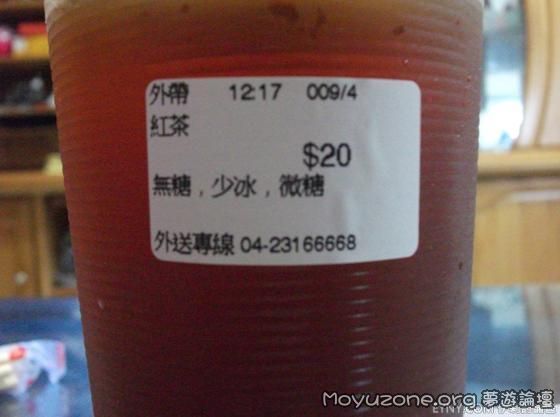 外帶 12:17 009/4
紅茶
$20
無糖，少冰，微糖
外送專線 04-23166668
Moyuzone.org 夢遊論壇